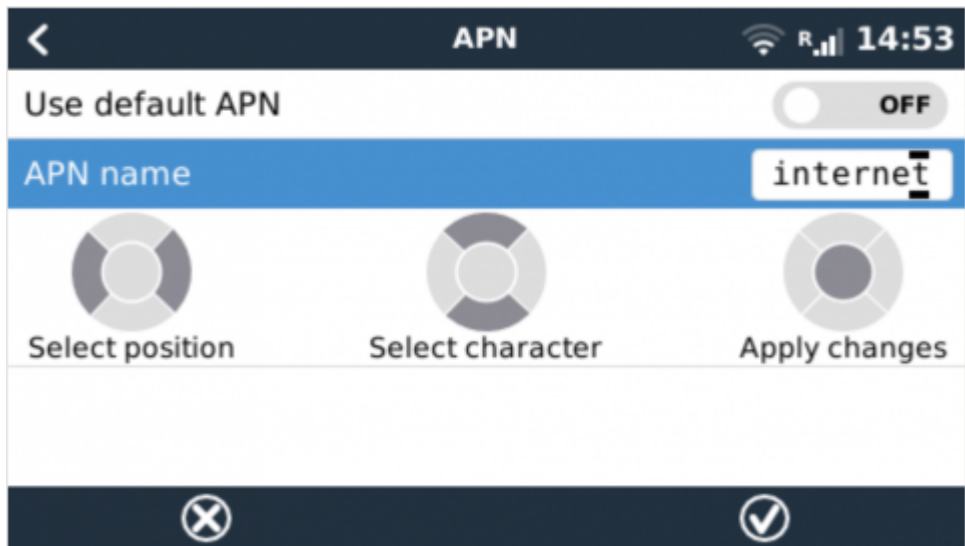 APN R 14:53
Use default APN OFF
APN name internet
Select position Select character Apply changes